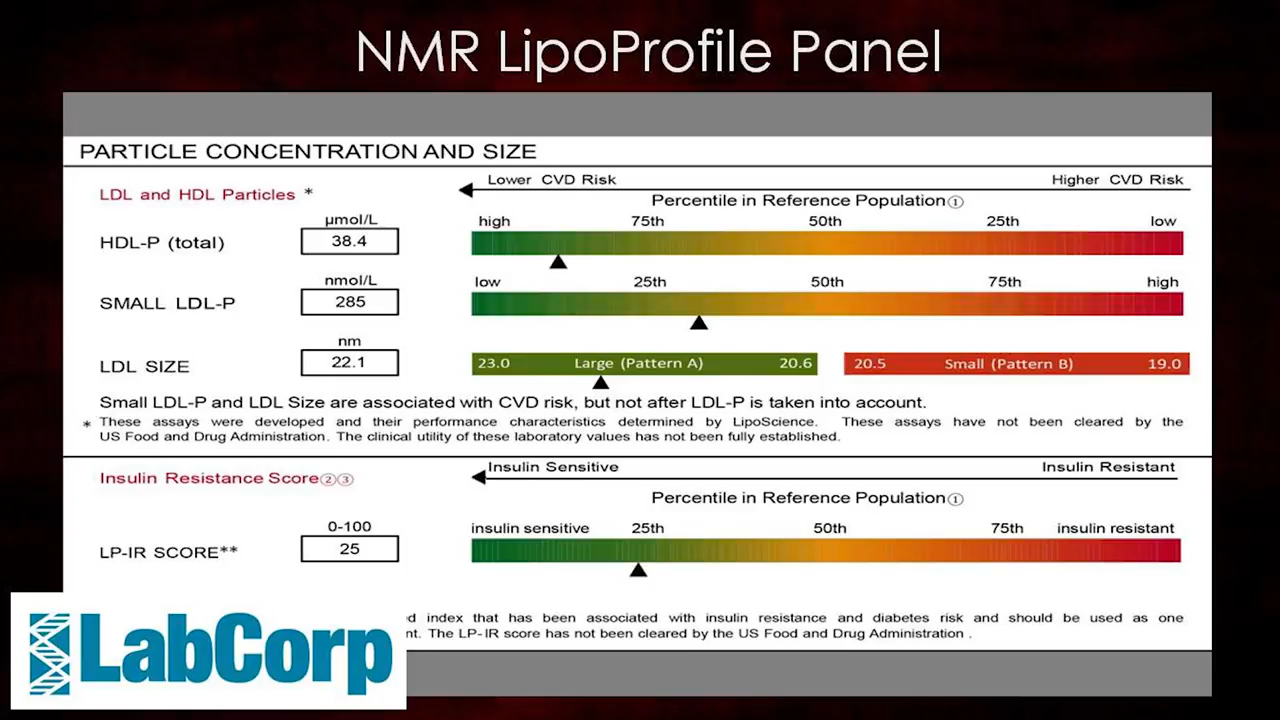 NMR LipoProfile Panel
PARTICLE CONCENTRATION AND SIZE
Lower CVD Risk Higher CVD Risk
LDL and HDL Particles *
Percentile in Reference Population①
µmol/L high 75th 50th 25th low
HDL-P (total) 38.4
nmol/L low 25th 50th 75th high
SMALL LDL-P 285
nm
LDL SIZE 22.1 23.0 Large (Pattern A) 20.6 20.5 Small (Pattern B) 19.0
Small LDL-P and LDL Size are associated with CVD risk, but not after LDL-P is taken into account.
* These assays were developed and their performance characteristics determined by LipoScience. These assays have not been cleared by the
US Food and Drug Administration. The clinical utility of these laboratory values has not been fully established.
Insulin Sensitive Insulin Resistant
Insulin Resistance Score②③
Percentile in Reference Population①
0-100 insulin sensitive 25th 50th 75th insulin resistant
LP-IR SCORE** 25
d index that has been associated with insulin resistance and diabetes risk and should be used as one
nt. The LP-IR score has not been cleared by the US Food and Drug Administration .
LabCorp